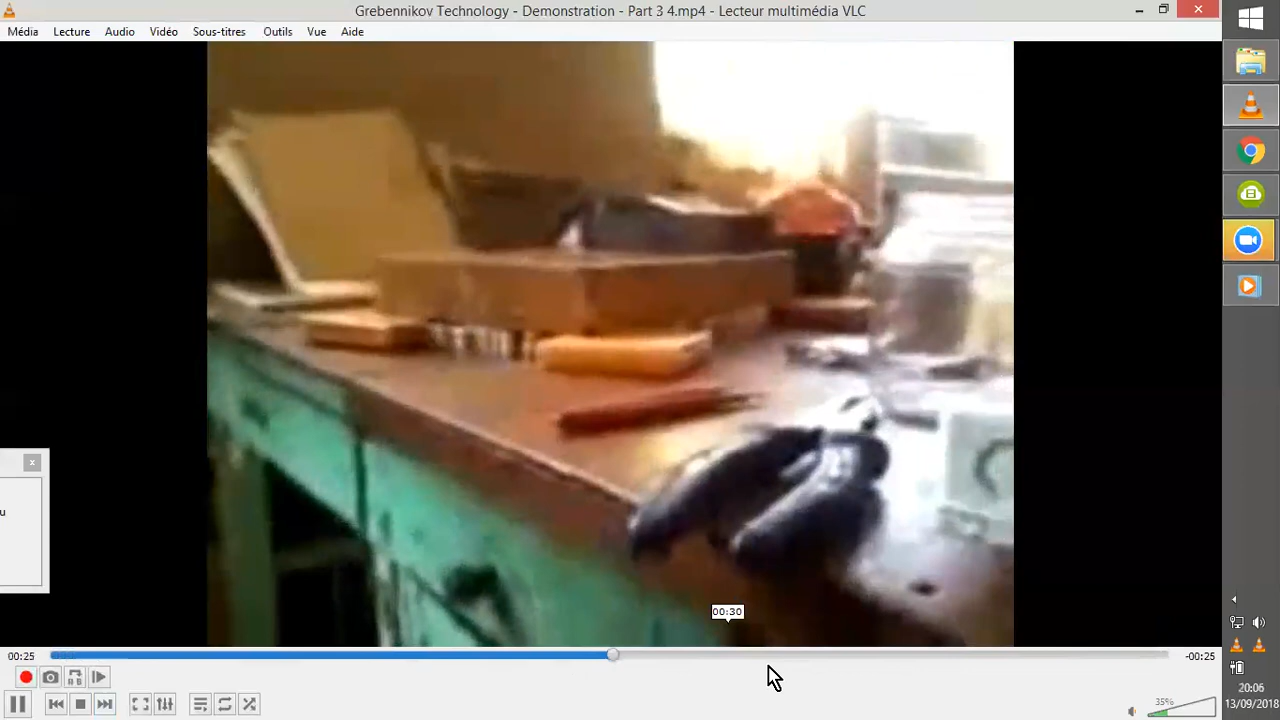 Grebennikov Technology - Demonstration - Part 3 4.mp4 - Lecteur multimédia VLC
Média Lecture Audio Vidéo Sous-titres Outils Vue Aide
x
u
00:30
00:25
-00:25
35%
20:06
13/09/2018